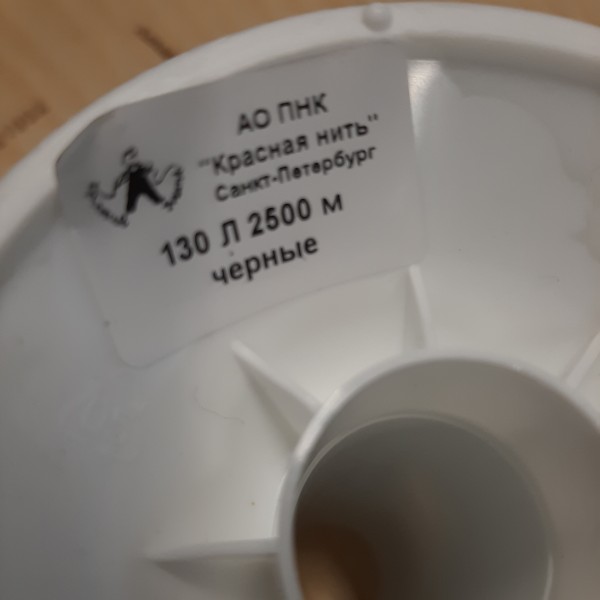 АО ПНК
"Красная нить"
Санкт-Петербург
130 Л 2500 м
черные